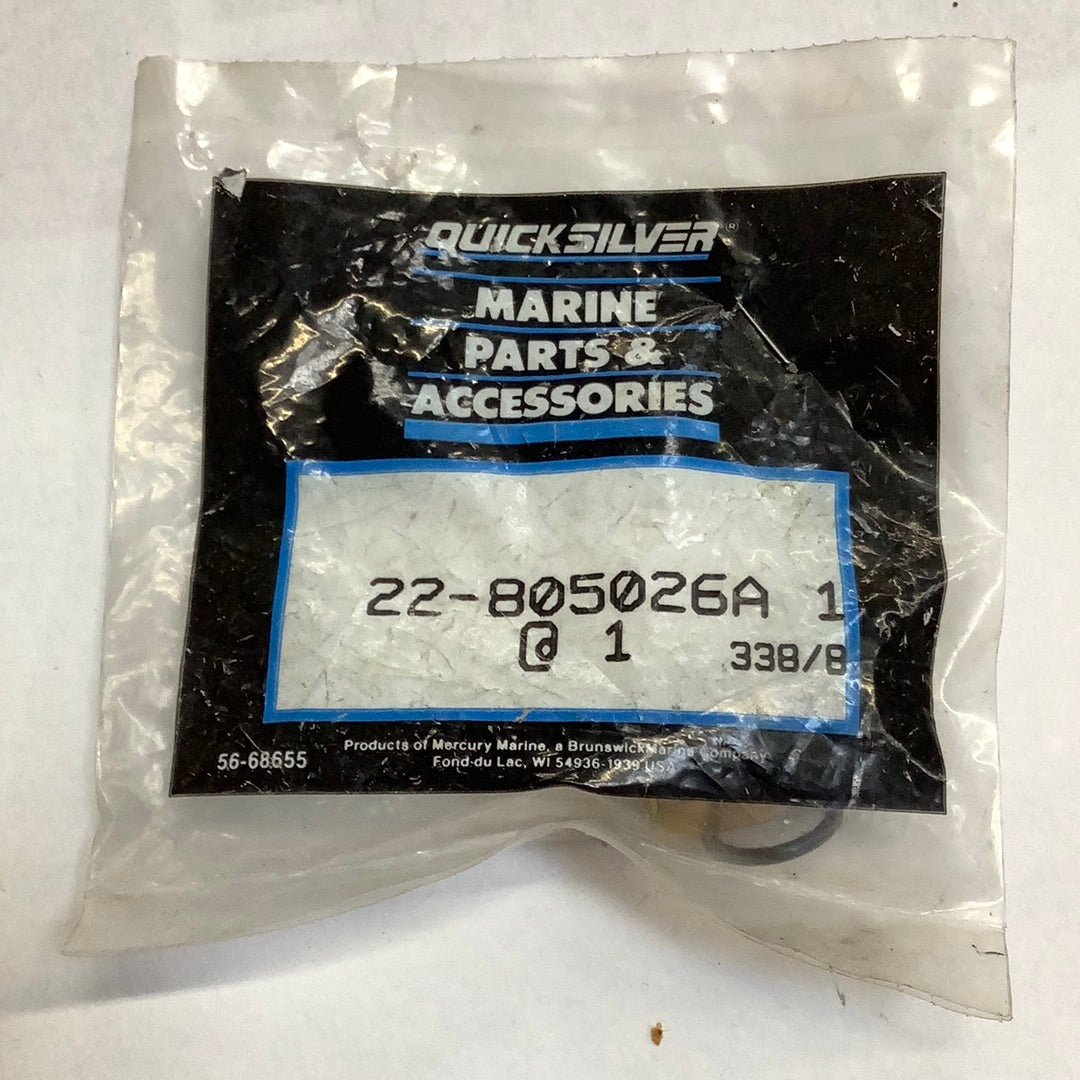 QUICKSILVER®
MARINE
PARTS &
ACCESSORIES
22-805026A 1
@ 1 338/8
Products of Mercury Marine, a Brunswick Marine Company
56-68655
Fond du Lac, WI 54936-1939 USA